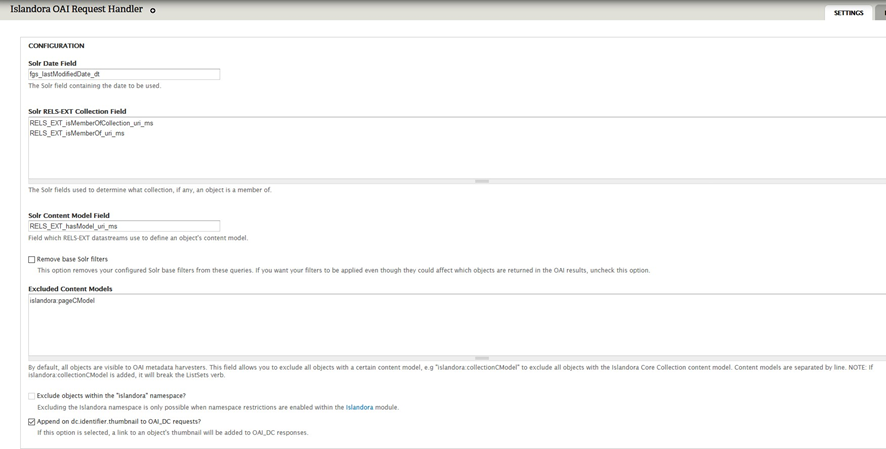 Islandora OAI Request Handler
SETTINGS
CONFIGURATION
Solr Date Field
fgs_lastModifiedDate_dt
The Solr field containing the date to be used.
Solr RELS-EXT Collection Field
RELS_EXT_isMemberOfCollection_uri_ms
RELS_EXT_isMemberOf_uri_ms
The Solr fields used to determine what collection, if any, an object is a member of.
Solr Content Model Field
RELS_EXT_hasModel_uri_ms
Field which RELS-EXT datastreams use to define an object's content model.
Remove base Solr filters
This option removes your configured Solr base filters from these queries. If you want your filters to be applied even though they could affect which objects are returned in the OAI results, uncheck this option.
Excluded Content Models
islandora:pageCModel
By default, all objects are visible to OAI metadata harvesters. This field allows you to exclude all objects with a certain content model, e.g "islandora:collectionCModel" to exclude all objects with the Islandora Core Collection content model. Content models are separated by line. NOTE: If
islandora:collectionCModel is added, it will break the ListSets verb.
Exclude objects within the "islandora" namespace?
Excluding the Islandora namespace is only possible when namespace restrictions are enabled within the Islandora module.
Append on dc.identifier.thumbnail to OAI_DC requests?
If this option is selected, a link to an object's thumbnail will be added to OAI_DC responses.